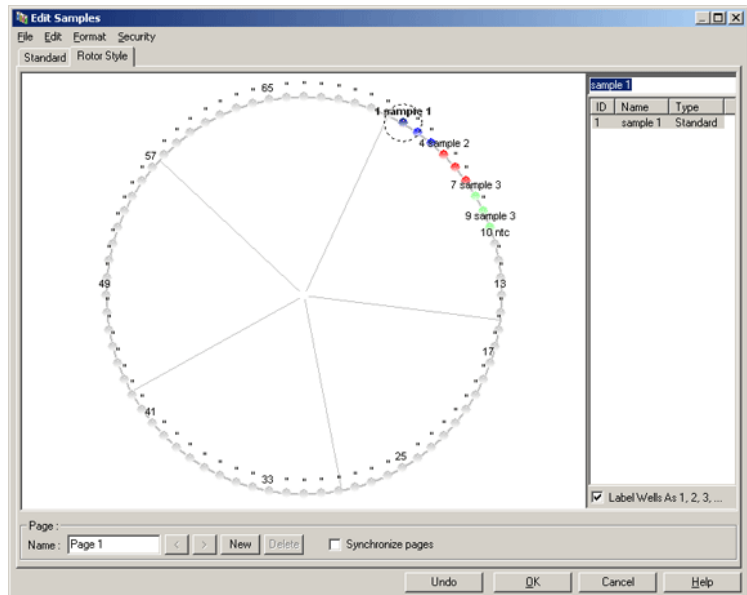 Edit Samples
File Edit Format Security
Standard Rotor Style
sample 1
ID Name Type
1 sample 1 Standard
65
1 sample 1
4 sample 2
57
7 sample 3
9 sample 3
10 ntc
49
13
17
41
25
33
Label Wells As 1, 2, 3, ...
Page :
Name : Page 1 < > New Delete Synchronize pages
Undo OK Cancel Help